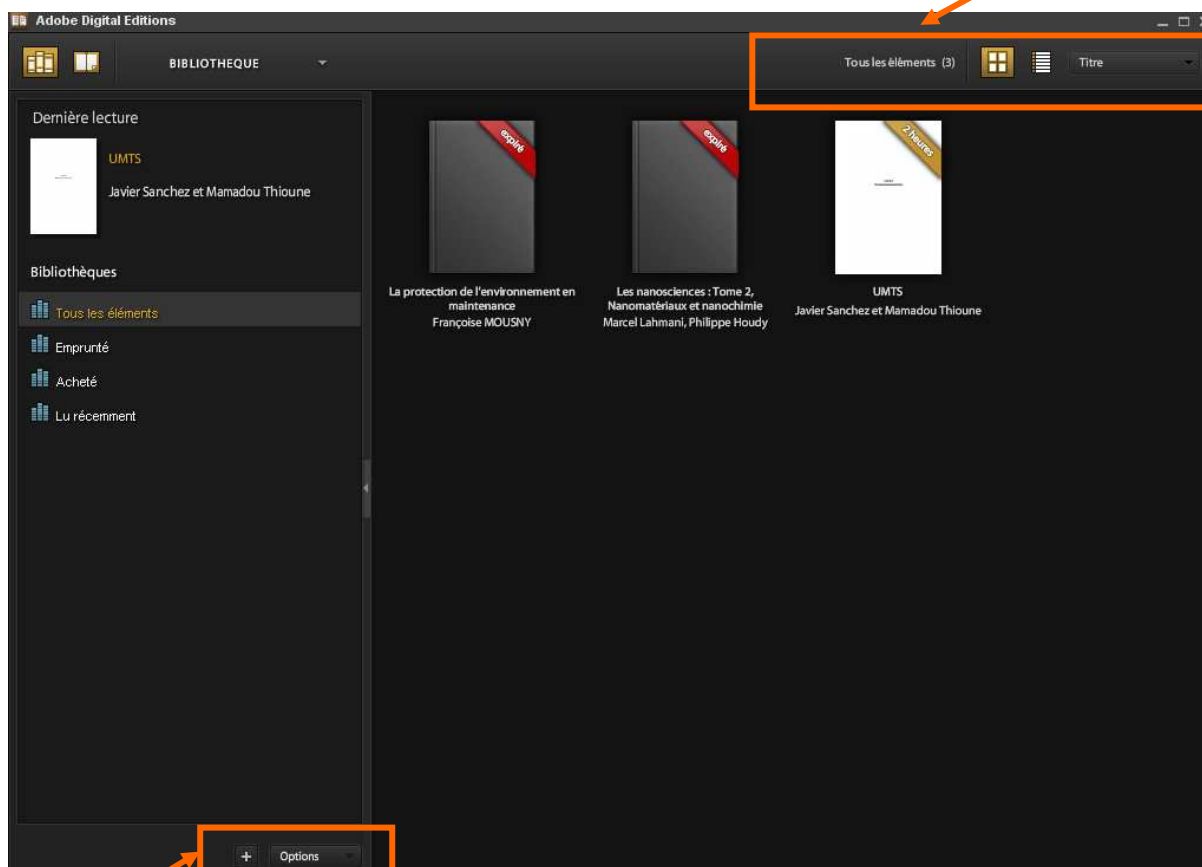 Adobe Digital Editions
BIBLIOTHEQUE
Tous les éléments (3)
Titre
Dernière lecture
UMTS
Javier Sanchez et Mamadou Thioune
Bibliothèques
Tous les éléments
Emprunté
Acheté
Lu récemment
expiré
La protection de l'environnement en
maintenance
Françoise MOUSNY
expiré
Les nanosciences : Tome 2,
Nanomatériaux et nanochimie
Marcel Lahmani, Philippe Houdy
2 heures
UMTS
Javier Sanchez et Mamadou Thioune
+ Options